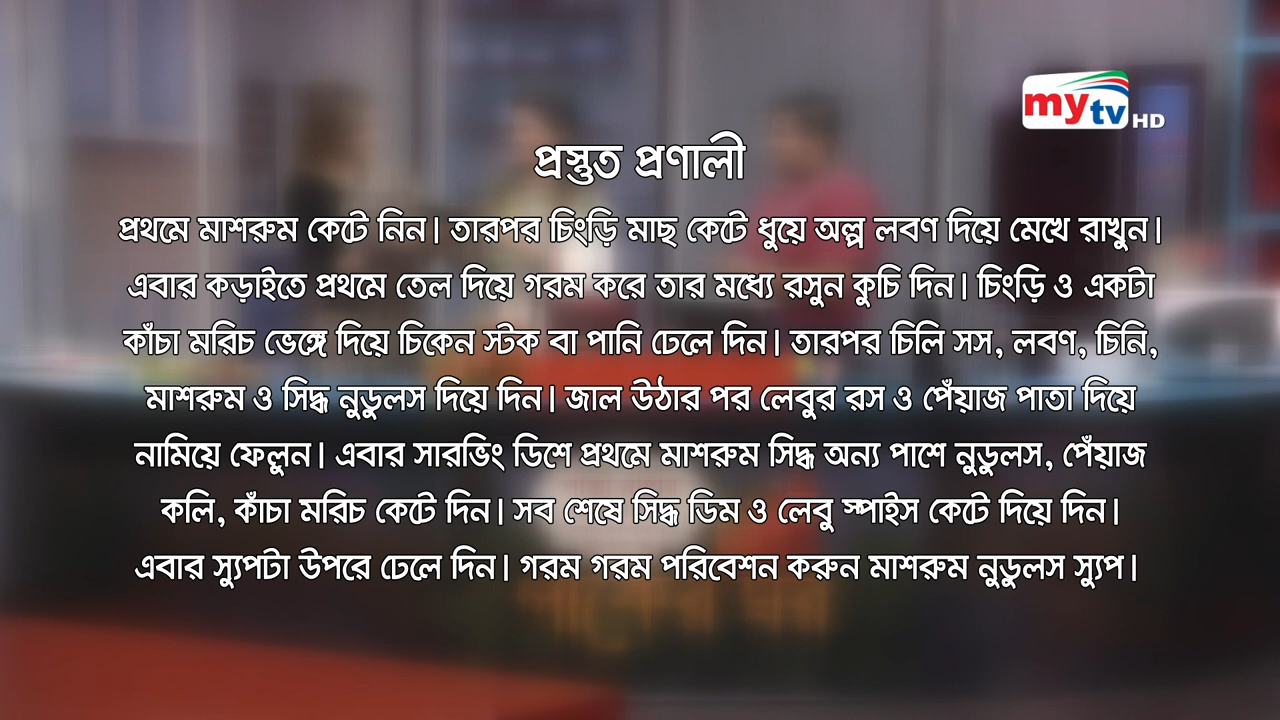 my tv HD
প্রস্তুত প্রণালী
প্রথমে মাশরুম কেটে নিন। তারপর চিংড়ি মাছ কেটে ধুয়ে অল্প লবণ দিয়ে মেখে রাখুন।
এবার কড়াইতে প্রথমে তেল দিয়ে গরম করে তার মধ্যে রসুন কুচি দিন। চিংড়ি ও একটা
কাঁচা মরিচ ভেঙ্গে দিয়ে চিকেন স্টক বা পানি ঢেলে দিন। তারপর চিলি সস, লবণ, চিনি,
মাশরুম ও সিদ্ধ নুডুলস দিয়ে দিন। জাল উঠার পর লেবুর রস ও পেঁয়াজ পাতা দিয়ে
নামিয়ে ফেলুন। এবার সারভিং ডিশে প্রথমে মাশরুম সিদ্ধ অন্য পাশে নুডুলস, পেঁয়াজ
কলি, কাঁচা মরিচ কেটে দিন। সব শেষে সিদ্ধ ডিম ও লেবু স্পাইস কেটে দিয়ে দিন।
এবার স্যুপটা উপরে ঢেলে দিন। গরম গরম পরিবেশন করুন মাশরুম নুডুলস স্যুপ।